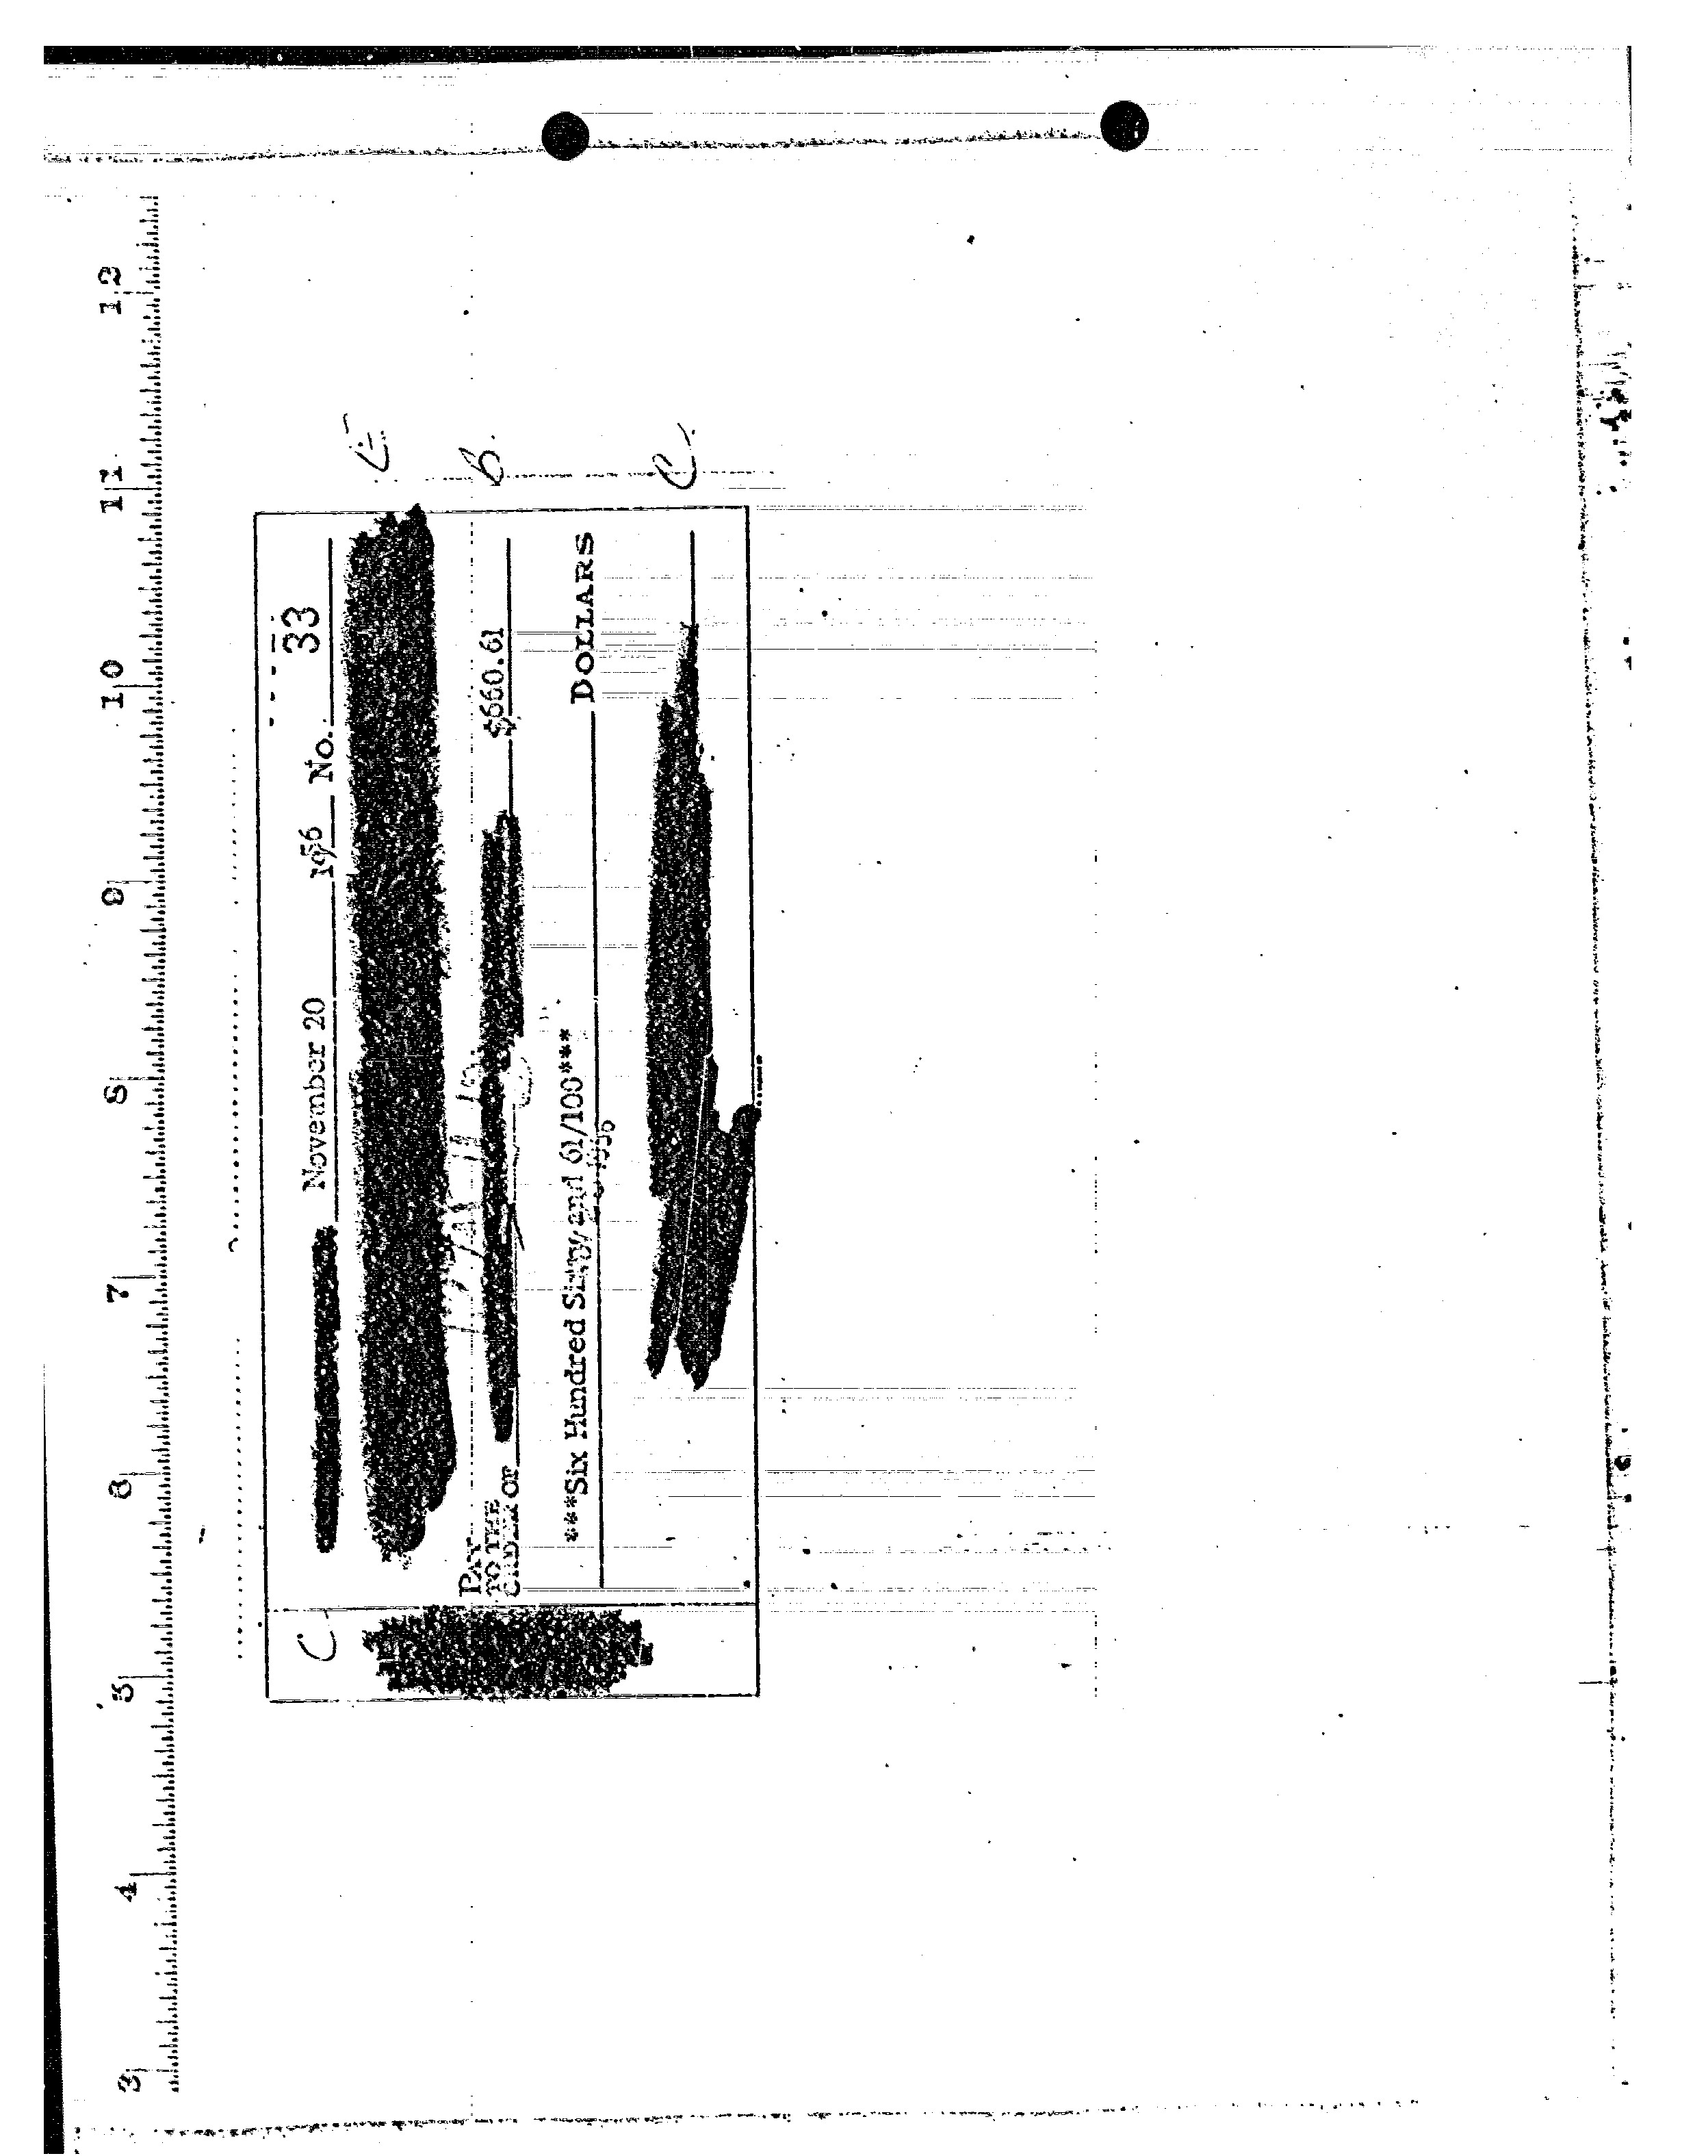 November 20 1956 No. 33
C.
B.
C.
C.
PAY
TO THE
ORDER OF
$660.61
***Six Hundred Sixty and 61/100***
DOLLARS
3 4 5 6 7 8 9 10 11 12